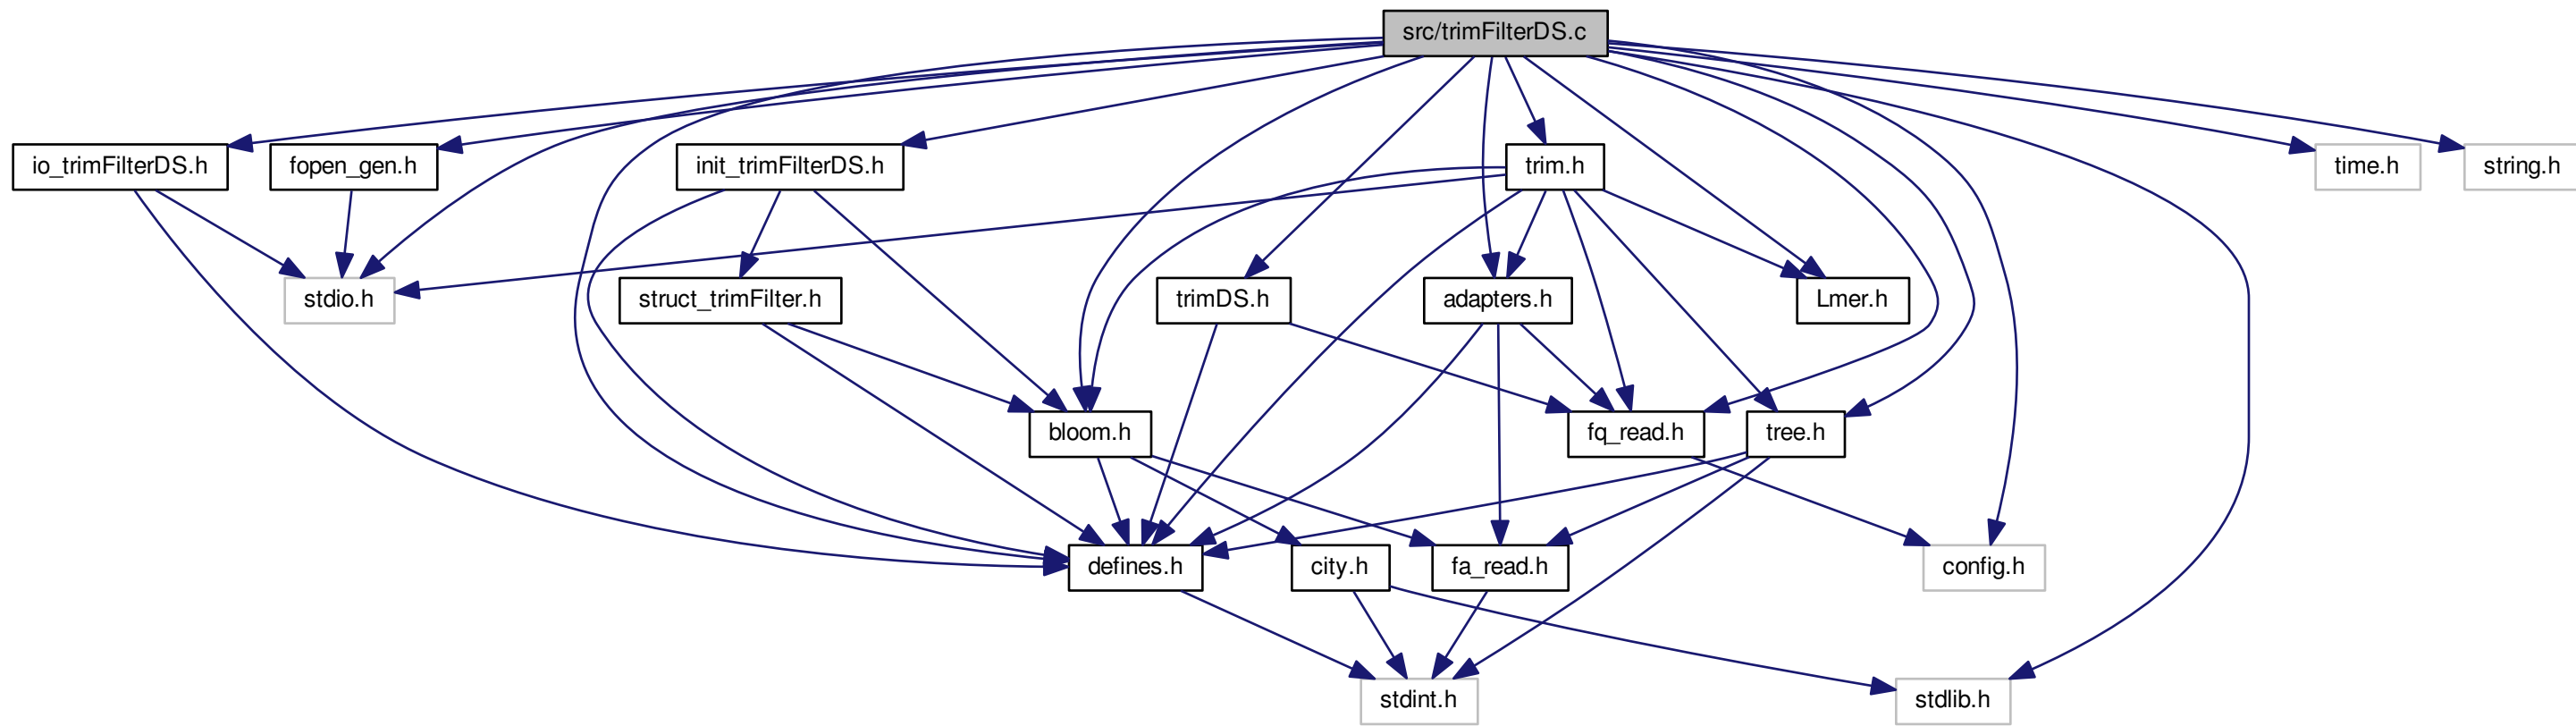 src/trimFilterDS.c
io_trimFilterDS.h
fopen_gen.h
init_trimFilterDS.h
trim.h
time.h
string.h
stdio.h
struct_trimFilter.h
trimDS.h
adapters.h
Lmer.h
bloom.h
fq_read.h
tree.h
defines.h
city.h
fa_read.h
config.h
stdint.h
stdlib.h